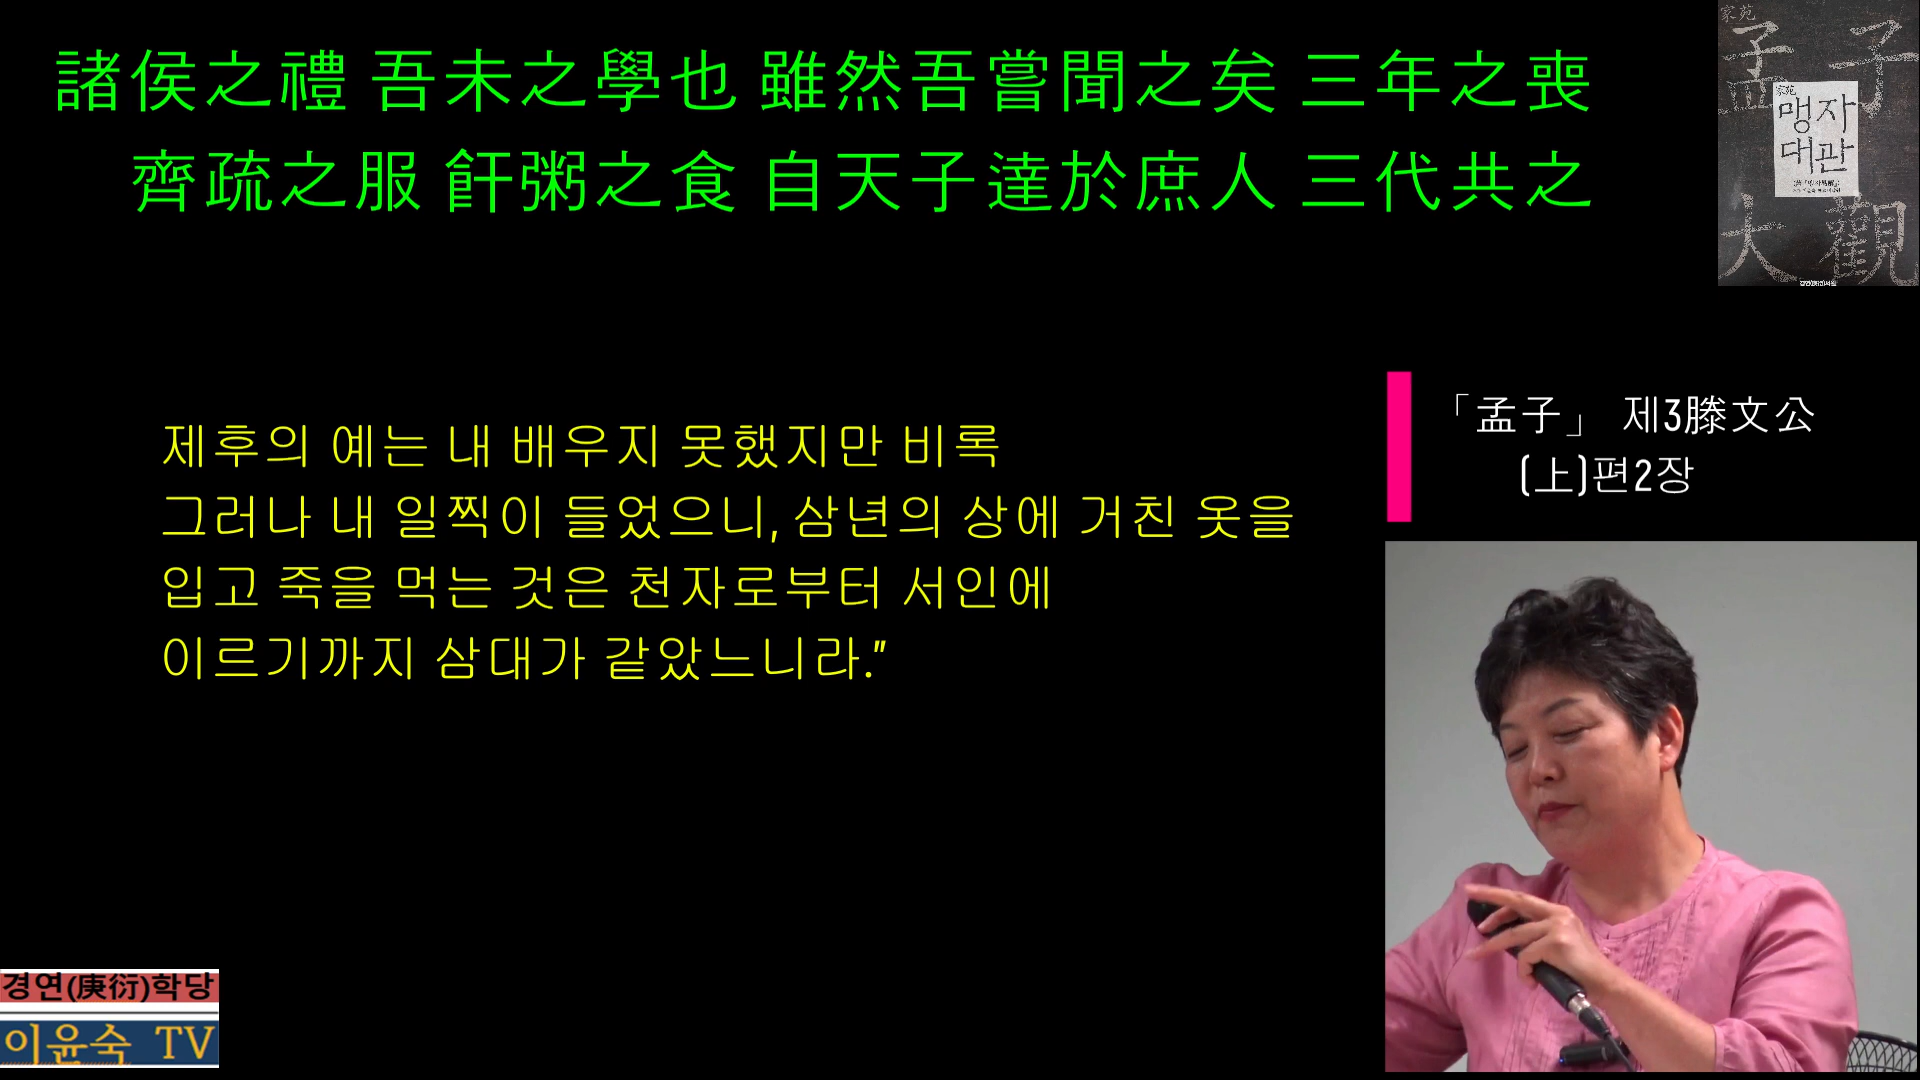 諸侯之禮 吾未之學也 雖然吾嘗聞之矣 三年之喪
齊疏之服 飦粥之食 自天子達於庶人 三代共之
家苑
孟子
家苑
맹자
대관
大觀
제후의 예는 내 배우지 못했지만 비록
그러나 내 일찍이 들었으니, 삼년의 상에 거친 옷을
입고 죽을 먹는 것은 천자로부터 서인에
이르기까지 삼대가 같았느니라.”
「孟子」 제3滕文公
(上)편2장
경연(庚衍)학당
이윤숙 TV